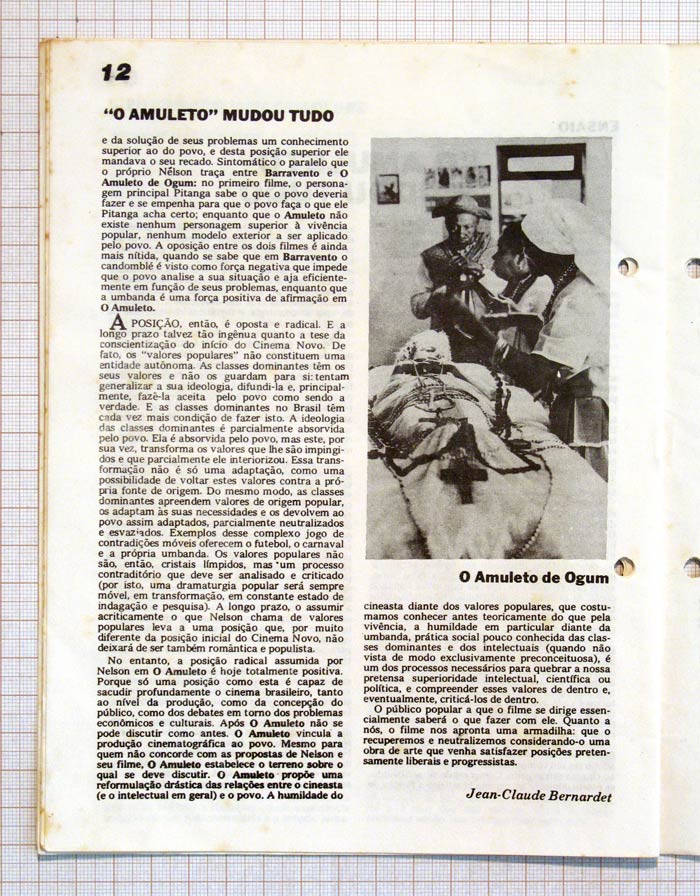 12
"O AMULETO" MUDOU TUDO
e da solução de seus problemas um conhecimento
superior ao do povo, e desta posição superior ele
mandava o seu recado. Sintomático o paralelo que
o próprio Nélson traça entre Barravento e O
Amuleto de Ogum: no primeiro filme, o persona-
gem principal Pitanga sabe o que o povo deveria
fazer e se empenha para que o povo faça o que ele
Pitanga acha certo; enquanto que o Amuleto não
existe nenhum personagem superior à vivência
popular, nenhum modelo exterior a ser aplicado
pelo povo. A oposição entre os dois filmes é ainda
mais nítida, quando se sabe que em Barravento o
candomblé é visto como força negativa que impede
que o povo analise a sua situação e aja eficiente-
mente em função de seus problemas, enquanto que
a umbanda é uma força positiva de afirmação em
O Amuleto.
A POSIÇÃO, então, é oposta e radical. E a
longo prazo talvez tão ingênua quanto a tese da
conscientização do início do Cinema Novo. De
fato, os "valores populares" não constituem uma
entidade autônoma. As classes dominantes têm os
seus valores e não os guardam para si: tentam
generalizar a sua ideologia, difundi-la e, principal-
mente, fazê-la aceita pelo povo como sendo a
verdade. E as classes dominantes no Brasil têm
cada vez mais condição de fazer isto. A ideologia
das classes dominantes é parcialmente absorvida
pelo povo. Ela é absorvida pelo povo, mas este, por
sua vez, transforma os valores que lhe são impingi-
dos e que parcialmente ele interiorizou. Essa trans-
formação não é só uma adaptação, como uma
possibilidade de voltar estes valores contra a pró-
pria fonte de origem. Do mesmo modo, as classes
dominantes apreendem valores de origem popular,
os adaptam às suas necessidades e os devolvem ao
povo assim adaptados, parcialmente neutralizados
e esvaziados. Exemplos desse complexo jogo de
contradições móveis oferecem o futebol, o carnaval
e a própria umbanda. Os valores populares não
são, então, cristais límpidos, mas um processo
contraditório que deve ser analisado e criticado
(por isto, uma dramaturgia popular será sempre
móvel, em transformação, em constante estado de
indagação e pesquisa). A longo prazo, o assumir
acriticamente o que Nelson chama de valores
populares leva a uma posição que, por muito
diferente da posição inicial do Cinema Novo, não
deixará de ser também romântica e populista.
No entanto, a posição radical assumida por
Nelson em O Amuleto é hoje totalmente positiva.
Porque só uma posição como esta é capaz de
sacudir profundamente o cinema brasileiro, tanto
ao nível da produção, como da concepção do
público, como dos debates em torno dos problemas
econômicos e culturais. Após O Amuleto não se
pode discutir como antes. O Amuleto vincula a
produção cinematográfica ao povo. Mesmo para
quem não concorde com as propostas de Nelson e
seu filme, O Amuleto estabelece o terreno sobre o
qual se deve discutir. O Amuleto propõe uma
reformulação drástica das relações entre o cineasta
(e o intelectual em geral) e o povo. A humildade do
O Amuleto de Ogum
cineasta diante dos valores populares, que costu-
mamos conhecer antes teoricamente do que pela
vivência, a humildade em particular diante da
umbanda, prática social pouco conhecida das clas-
ses dominantes e dos intelectuais (quando não
vista de modo exclusivamente preconceituosa), é
um dos processos necessários para quebrar a nossa
pretensa superioridade intelectual, científica ou
política, e compreender esses valores de dentro e,
eventualmente, criticá-los de dentro.
O público popular a que o filme se dirige essen-
cialmente saberá o que fazer com ele. Quanto a
nós, o filme nos apronta uma armadilha: que o
recuperemos e neutralizemos considerando-o uma
obra de arte que venha satisfazer posições preten-
samente liberais e progressistas.
Jean-Claude Bernardet